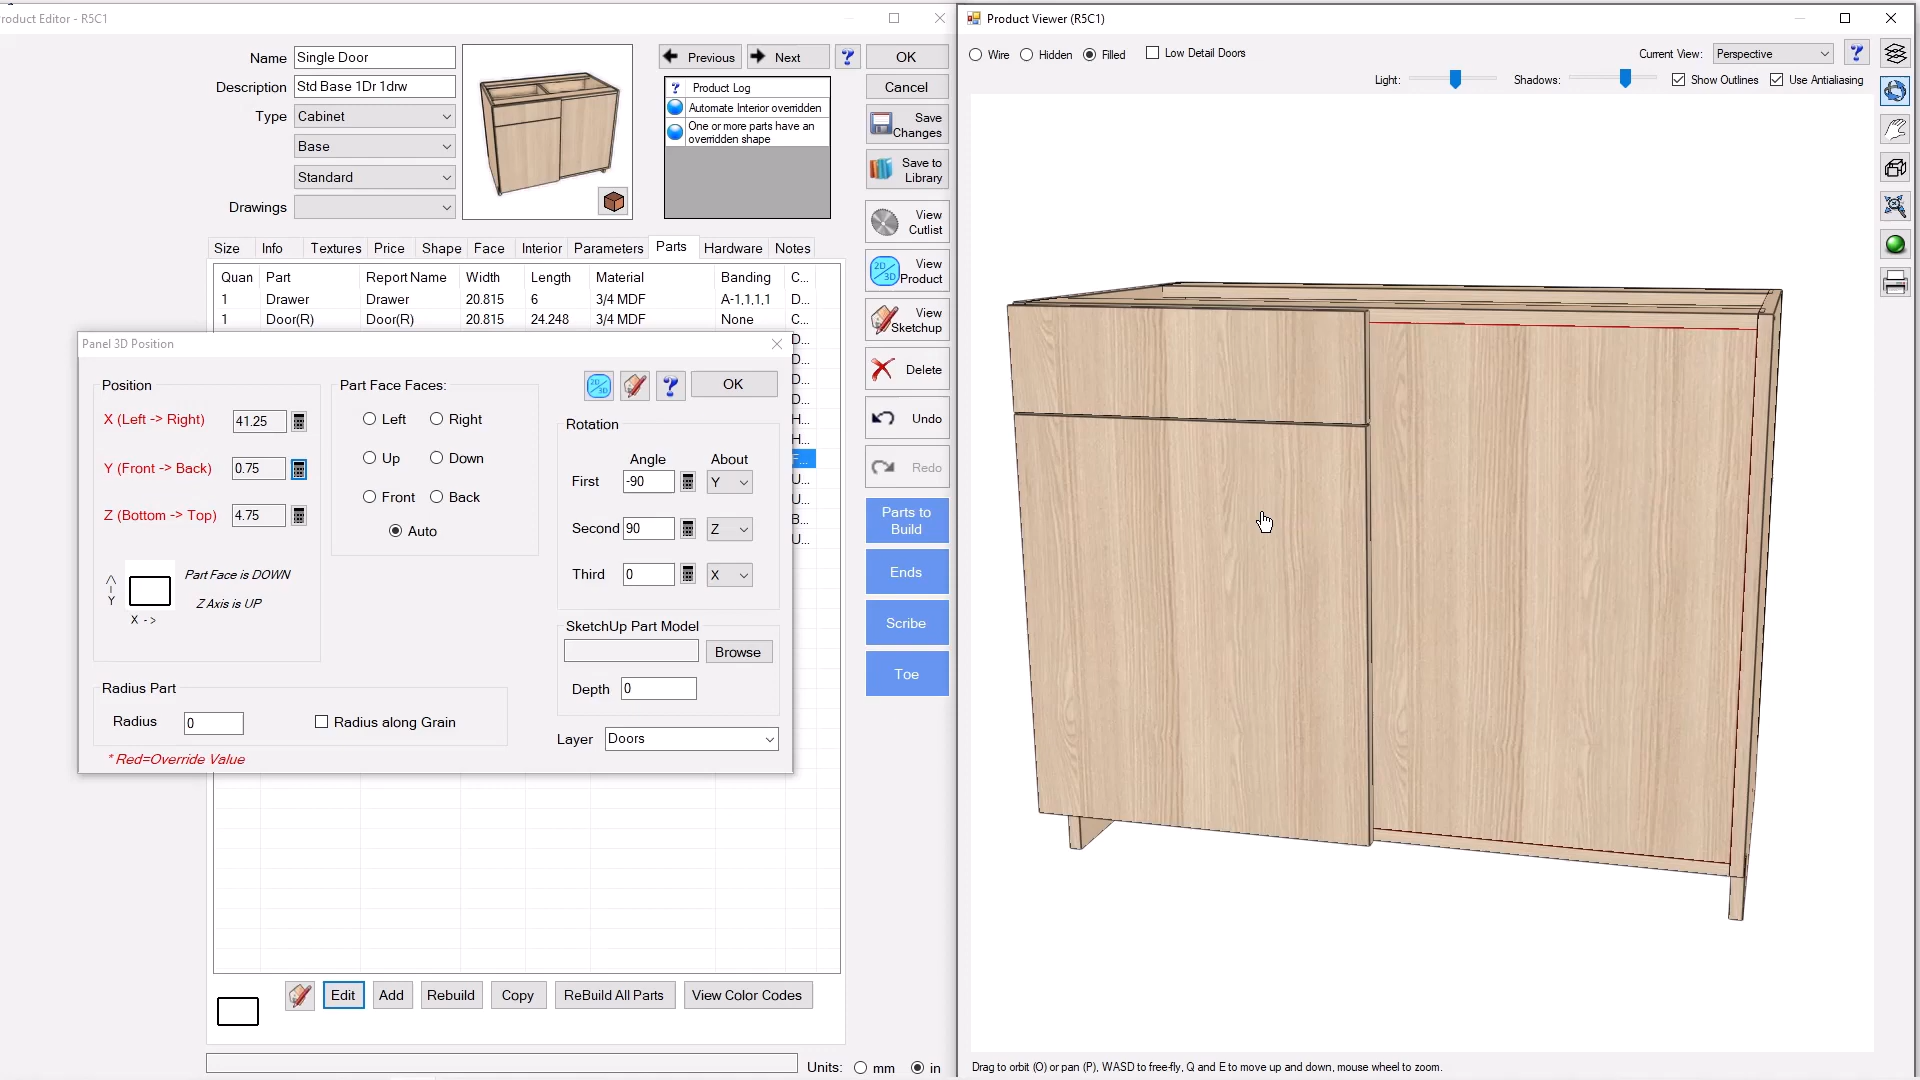 roduct Editor - R5C1
Name
Single Door
Description
Std Base 1Dr 1drw
Type
Cabinet
Base
Standard
Drawings
Previous
Next
?
OK
? Product Log
Automate Interior overridden
One or more parts have an
overridden shape
Cancel
Save
Changes
Save to
Library
View
Cutlist
2D/3D
View
Product
View
Sketchup
Delete
Undo
Redo
Parts to
Build
Ends
Scribe
Toe
Size Info Textures Price Shape Face Interior Parameters Parts Hardware Notes
Quan Part Report Name Width Length Material Banding C...
1 Drawer Drawer 20.815 6 3/4 MDF A-1,1,1,1 D...
1 Door(R) Door(R) 20.815 24.248 3/4 MDF None C...
D...
D...
D...
D...
H...
H...
F...
U...
U...
B...
U...
Panel 3D Position
Position
X (Left -> Right) 41.25
Y (Front -> Back) 0.75
Z (Bottom -> Top) 4.75
Y
X ->
Part Face is DOWN
Z Axis is UP
Part Face Faces:
Left Right
Up Down
Front Back
Auto
2D/3D
?
OK
Rotation
Angle About
First -90 Y
Second 90 Z
Third 0 X
SketchUp Part Model
Browse
Depth 0
Layer Doors
Radius Part
Radius 0
Radius along Grain
* Red=Override Value
Edit
Add
Rebuild
Copy
ReBuild All Parts
View Color Codes
Units: mm in
Product Viewer (R5C1)
Wire Hidden Filled Low Detail Doors
Current View: Perspective
?
Light:
Shadows:
Show Outlines
Use Antialiasing
Drag to orbit (O) or pan (P), WASD to free-fly, Q and E to move up and down, mouse wheel to zoom.